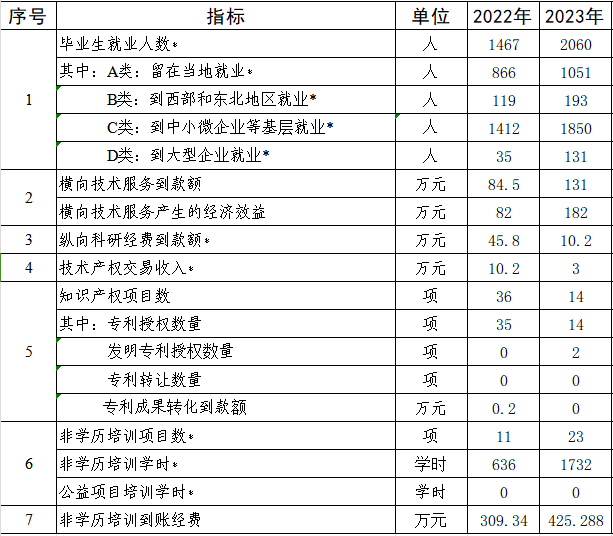 序号 指标 单位 2022年 2023年
1 毕业生就业人数* 人 1467 2060
其中：A类：留在当地就业* 人 866 1051
B类：到西部和东北地区就业* 人 119 193
C类：到中小微企业等基层就业* 人 1412 1850
D类：到大型企业就业* 人 35 131
2 横向技术服务到款额 万元 84.5 131
横向技术服务产生的经济效益 万元 82 182
3 纵向科研经费到款额* 万元 45.8 10.2
4 技术产权交易收入* 万元 10.2 3
5 知识产权项目数 项 36 14
其中：专利授权数量 项 35 14
发明专利授权数量 项 0 2
专利转让数量 项 0 0
专利成果转化到款额 万元 0.2 0
6 非学历培训项目数* 项 11 23
非学历培训学时* 学时 636 1732
公益项目培训学时* 学时 0 0
7 非学历培训到账经费 万元 309.34 425.288